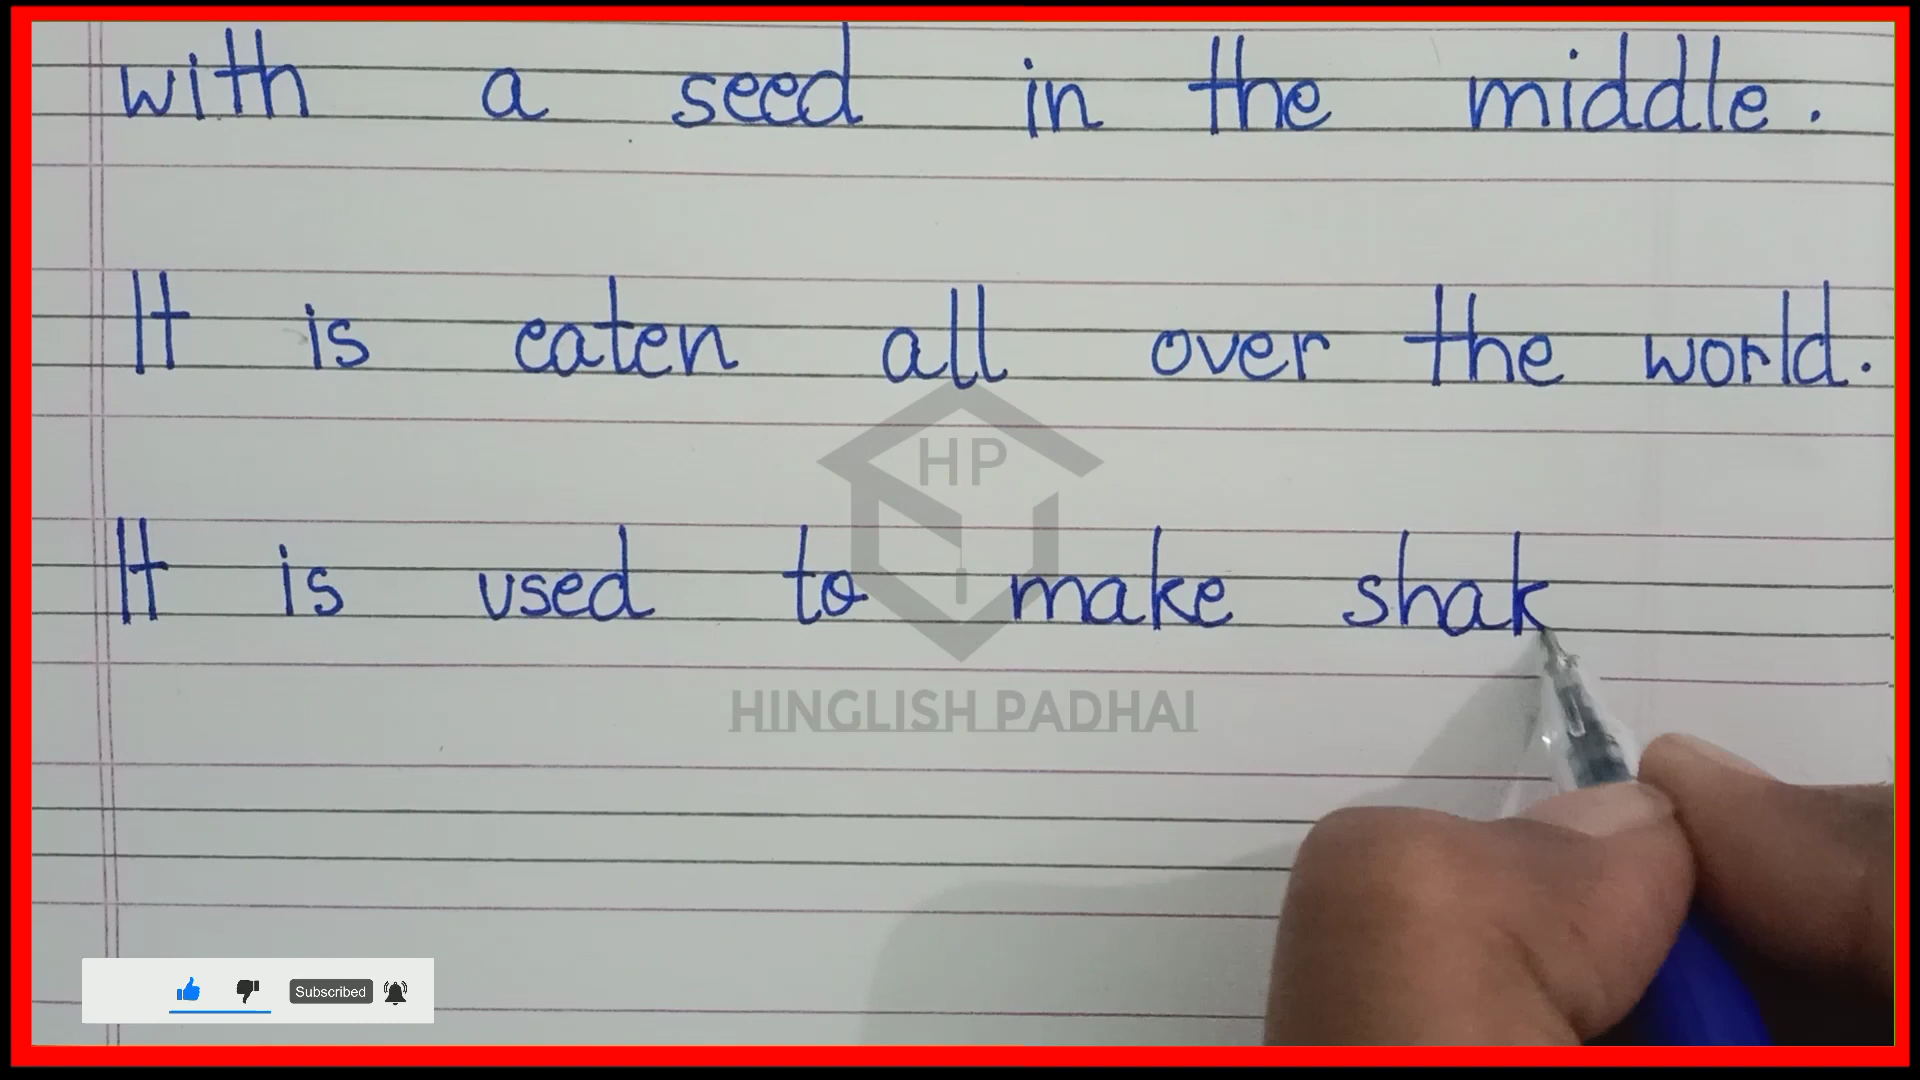 with a seed in the middle.
It is eaten all over the world.
HP
It is used to make shak
HINGLISH PADHAI
Subscribed